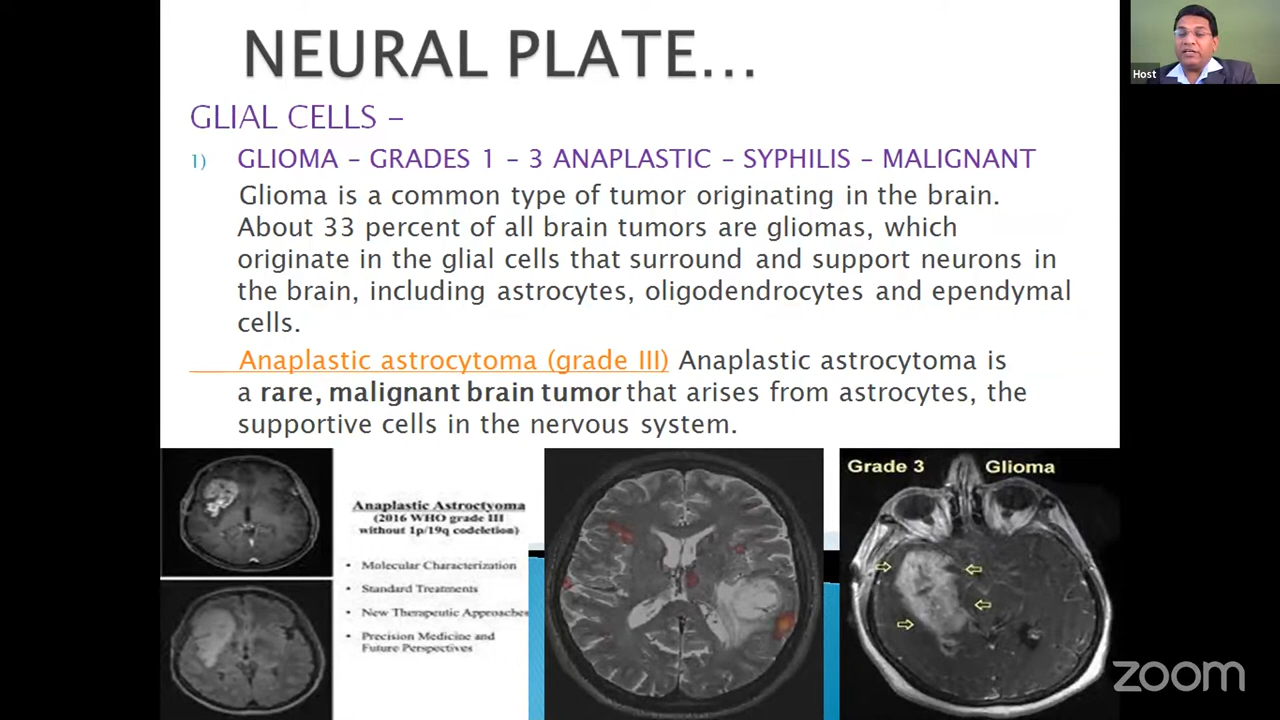 NEURAL PLATE...
Host
GLIAL CELLS –
1) GLIOMA – GRADES 1 – 3 ANAPLASTIC – SYPHILIS – MALIGNANT
Glioma is a common type of tumor originating in the brain.
About 33 percent of all brain tumors are gliomas, which
originate in the glial cells that surround and support neurons in
the brain, including astrocytes, oligodendrocytes and ependymal
cells.
Anaplastic astrocytoma (grade III) Anaplastic astrocytoma is
a rare, malignant brain tumor that arises from astrocytes, the
supportive cells in the nervous system.
Anaplastic Astroctyoma
(2016 WHO grade III
without 1p/19q codeletion)
• Molecular Characterization
• Standard Treatments
• New Therapeutic Approaches
• Precision Medicine and
Future Perspectives
Grade 3 Glioma
zoom